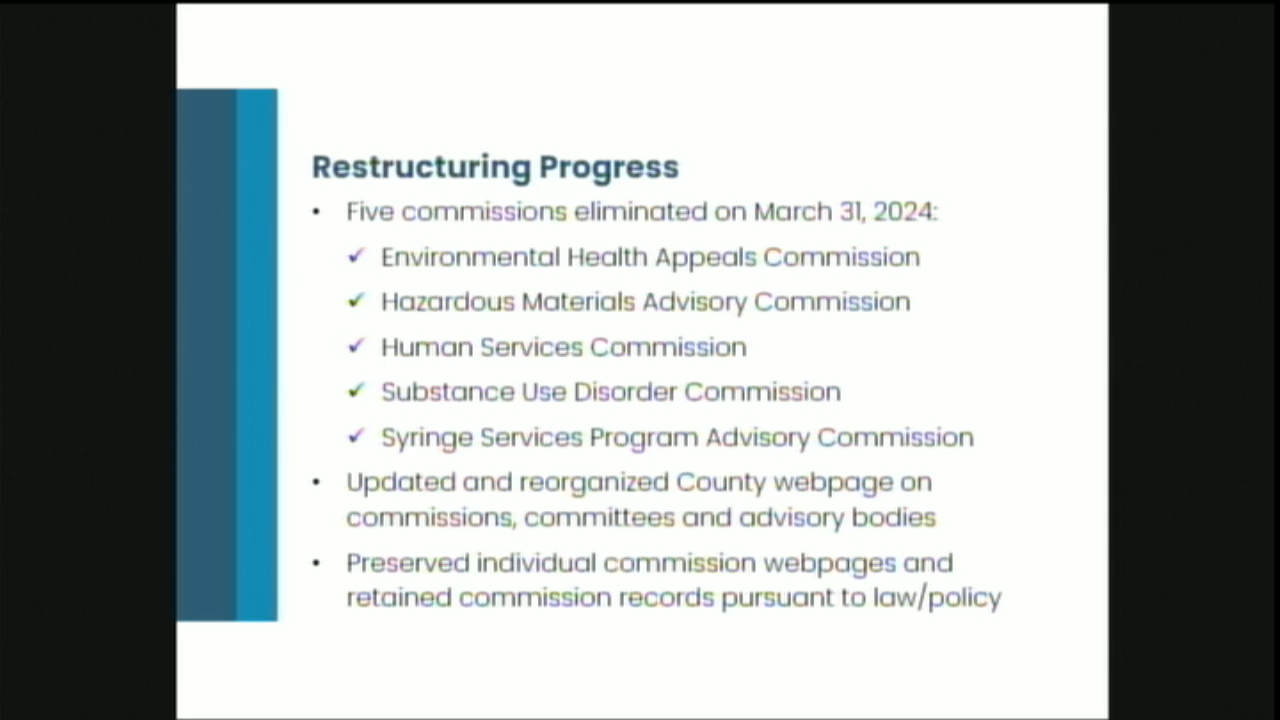 Restructuring Progress
• Five commissions eliminated on March 31, 2024:
✓ Environmental Health Appeals Commission
✓ Hazardous Materials Advisory Commission
✓ Human Services Commission
✓ Substance Use Disorder Commission
✓ Syringe Services Program Advisory Commission
• Updated and reorganized County webpage on
commissions, committees and advisory bodies
• Preserved individual commission webpages and
retained commission records pursuant to law/policy